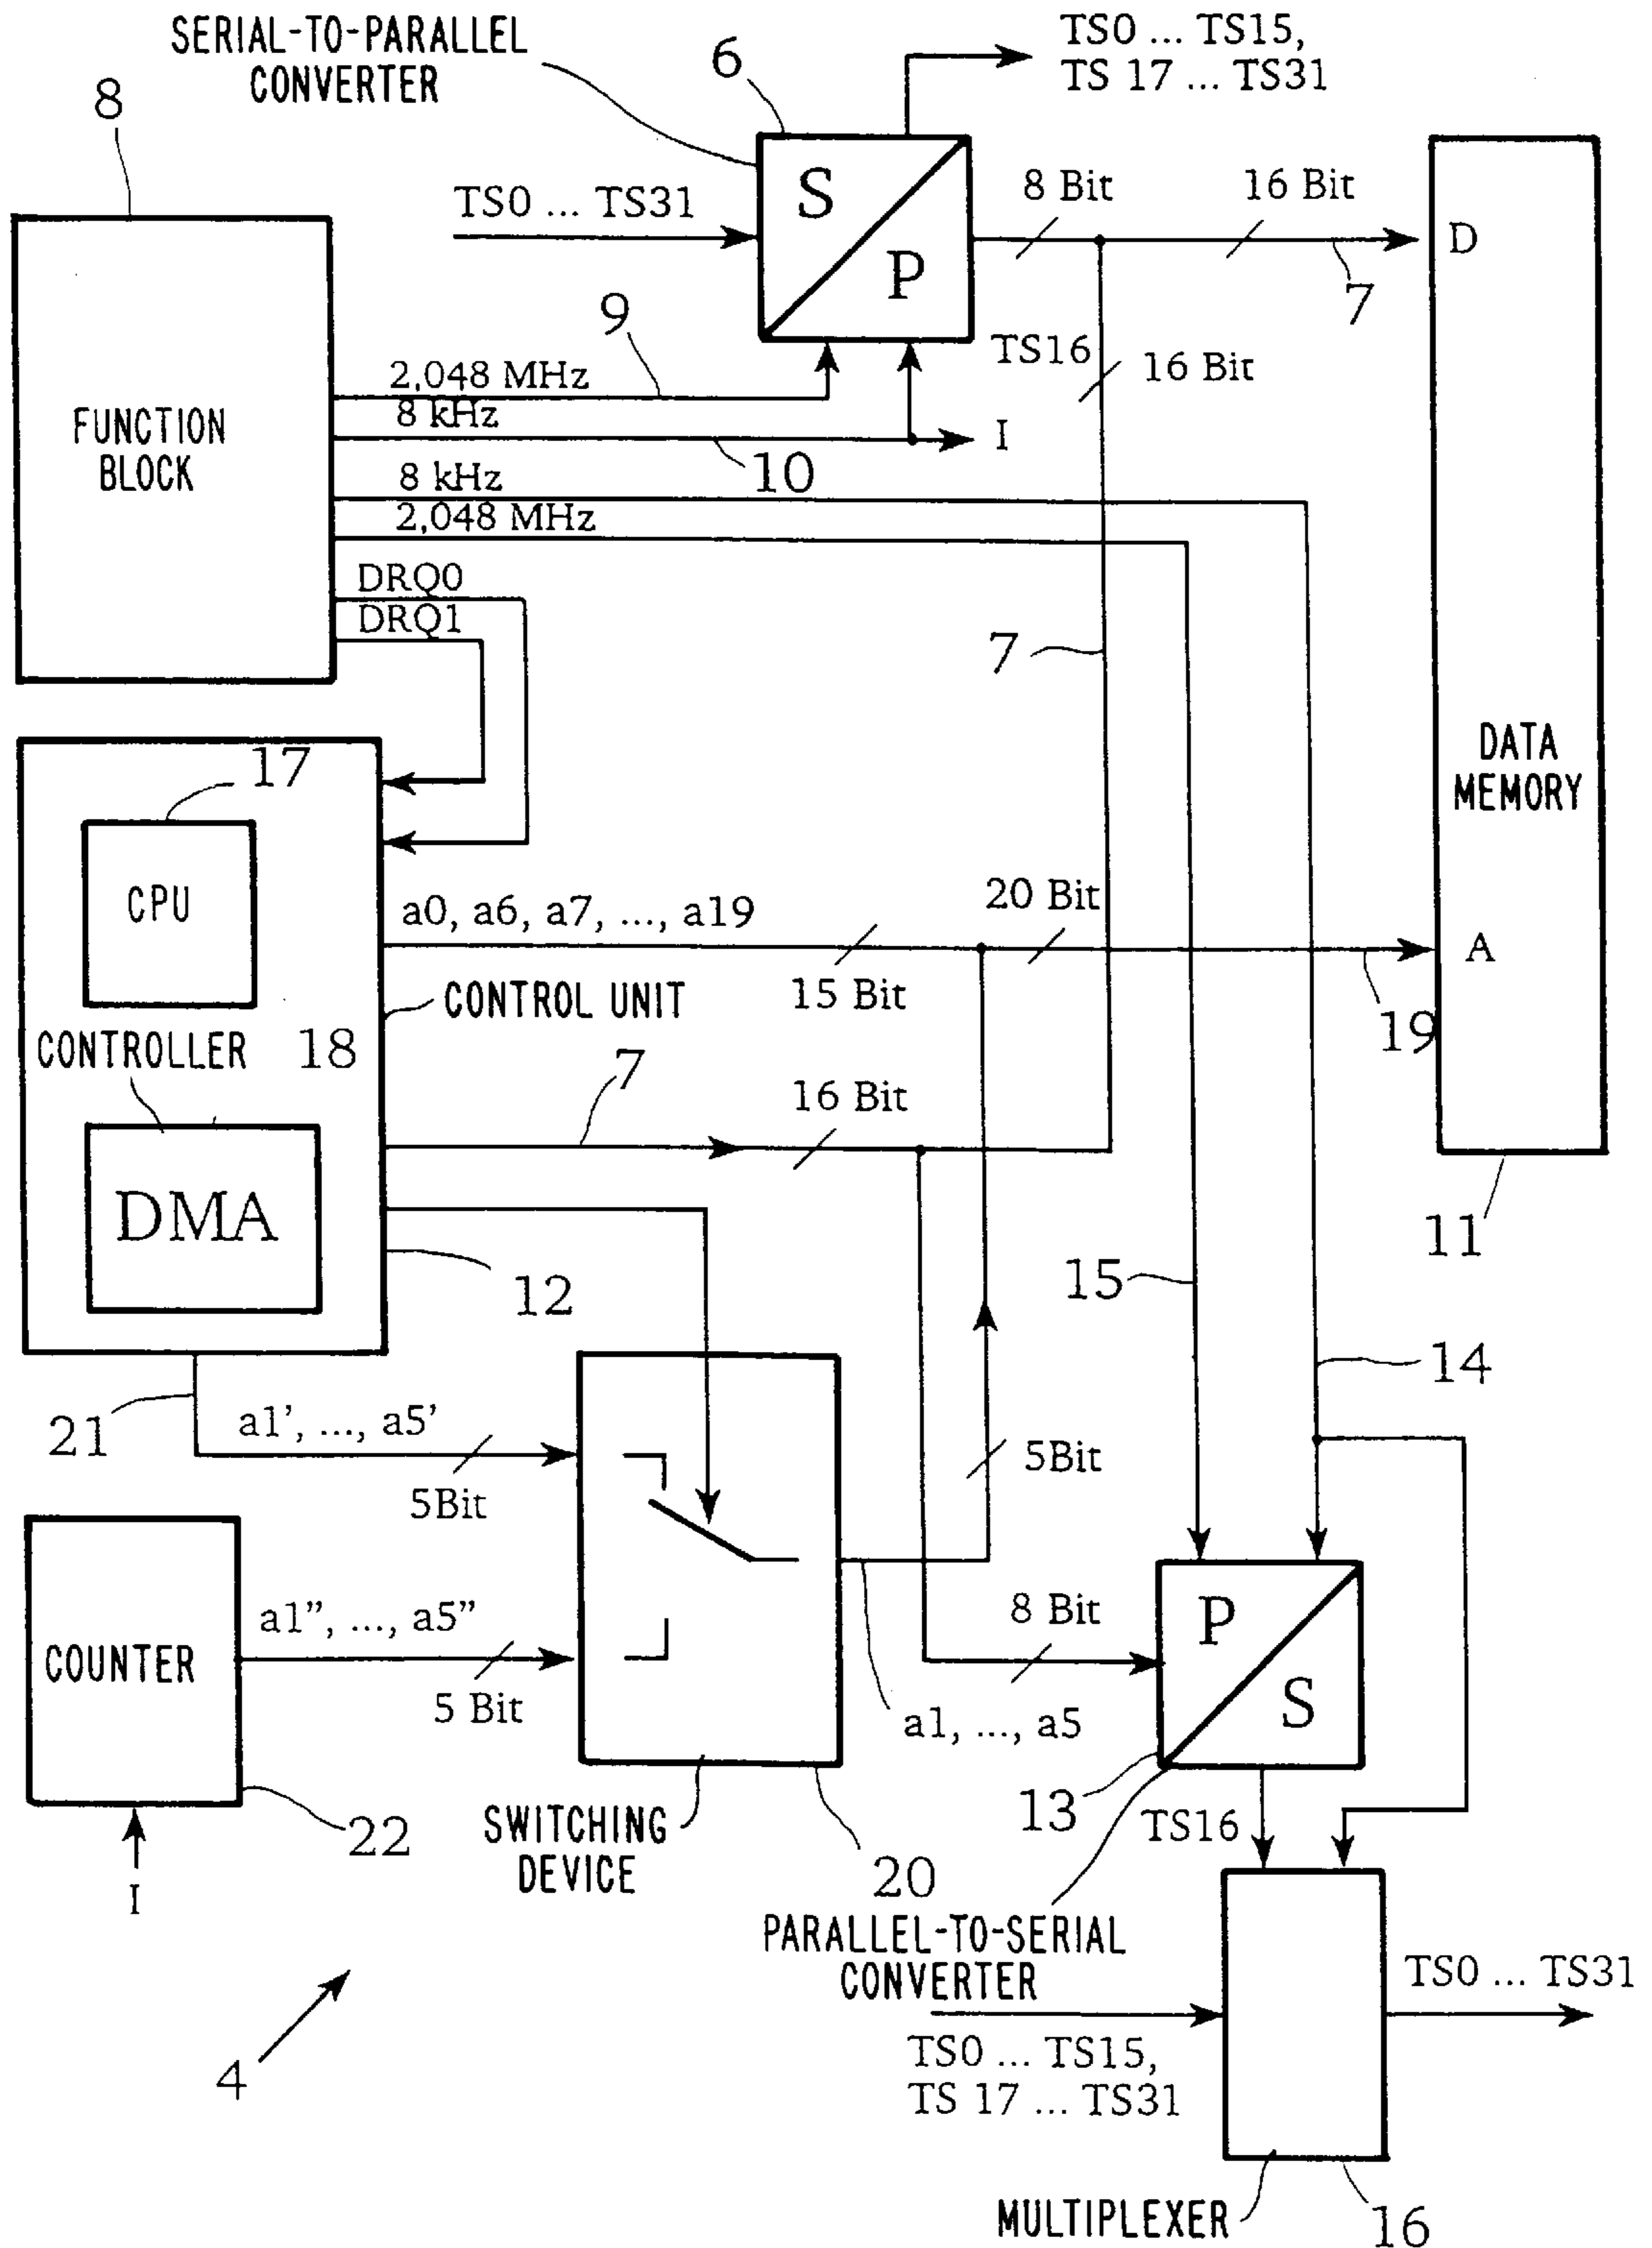 SERIAL-TO-PARALLEL
CONVERTER
6
TS0 ... TS15,
TS 17 ... TS31
8
S
P
TS0 ... TS31
8 Bit
16 Bit
D
7
9
TS16
16 Bit
2,048 MHz
8 kHz
I
10
FUNCTION
BLOCK
8 kHz
2,048 MHz
DRQ0
DRQ1
7
17
CPU
DATA
MEMORY
a0, a6, a7, ..., a19
20 Bit
15 Bit
A
19
CONTROL UNIT
CONTROLLER
18
7
16 Bit
DMA
12
11
15
14
21
a1’, ..., a5’
5Bit
5Bit
COUNTER
a1”, ..., a5”
5 Bit
8 Bit
P
S
a1, ..., a5
13
TS16
22
I
SWITCHING
DEVICE
20
PARALLEL-TO-SERIAL
CONVERTER
TS0 ... TS31
TS0 ... TS15,
TS 17 ... TS31
4
MULTIPLEXER
16